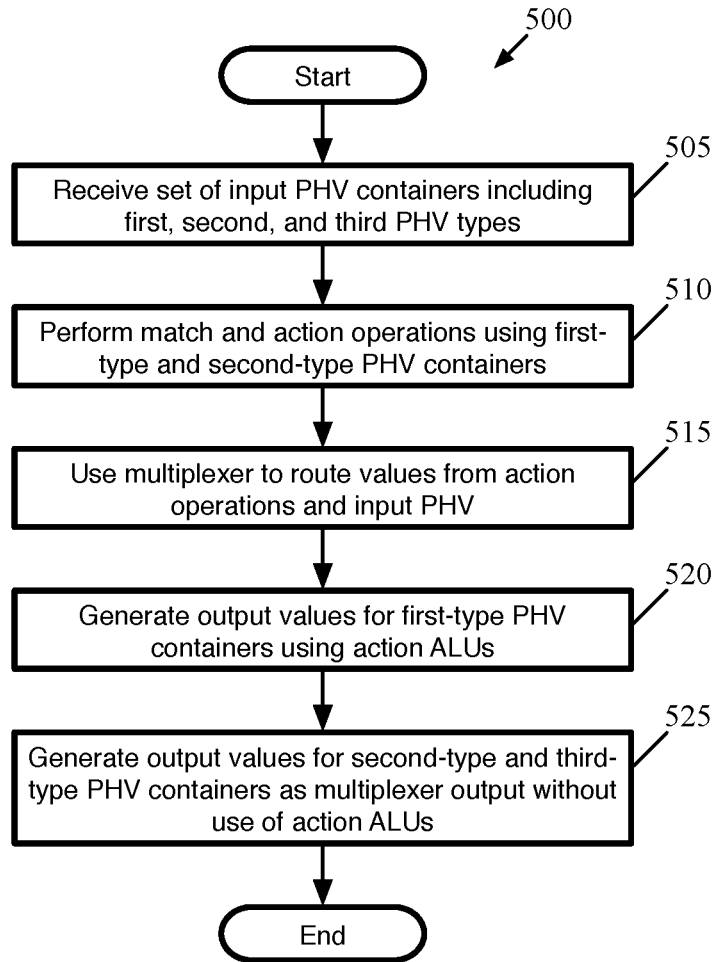 500
Start
505
Receive set of input PHV containers including
first, second, and third PHV types
510
Perform match and action operations using first-
type and second-type PHV containers
515
Use multiplexer to route values from action
operations and input PHV
520
Generate output values for first-type PHV
containers using action ALUs
525
Generate output values for second-type and third-
type PHV containers as multiplexer output without
use of action ALUs
End